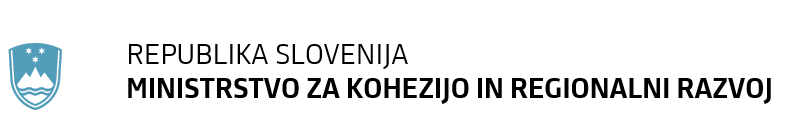 REPUBLIKA SLOVENIJA
MINISTRSTVO ZA KOHEZIJO IN REGIONALNI RAZVOJ